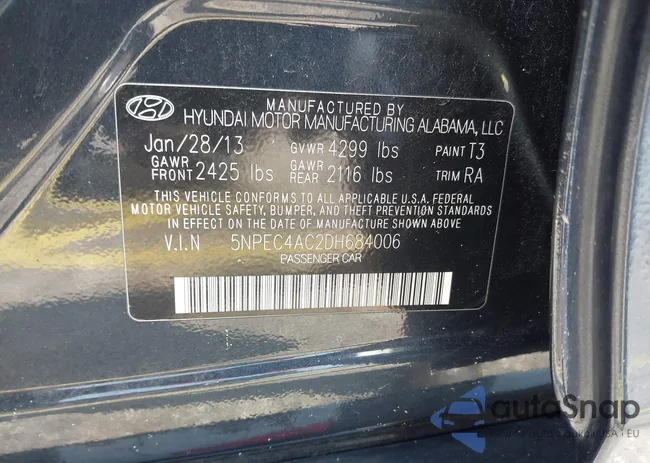 MANUFACTURED BY
HYUNDAI MOTOR MANUFACTURING ALABAMA, LLC
Jan/28/13 GVWR 4299 lbs PAINT T3
GAWR FRONT 2425 lbs GAWR REAR 2116 lbs TRIM RA
THIS VEHICLE CONFORMS TO ALL APPLICABLE U.S.A. FEDERAL
MOTOR VEHICLE SAFETY, BUMPER, AND THEFT PREVENTION STANDARDS
IN EFFECT ON THE DATE OF MANUFACTURE SHOWN ABOVE
V.I.N 5NPEC4AC2DH684006
PASSENGER CAR
autoSnap
USA • EU